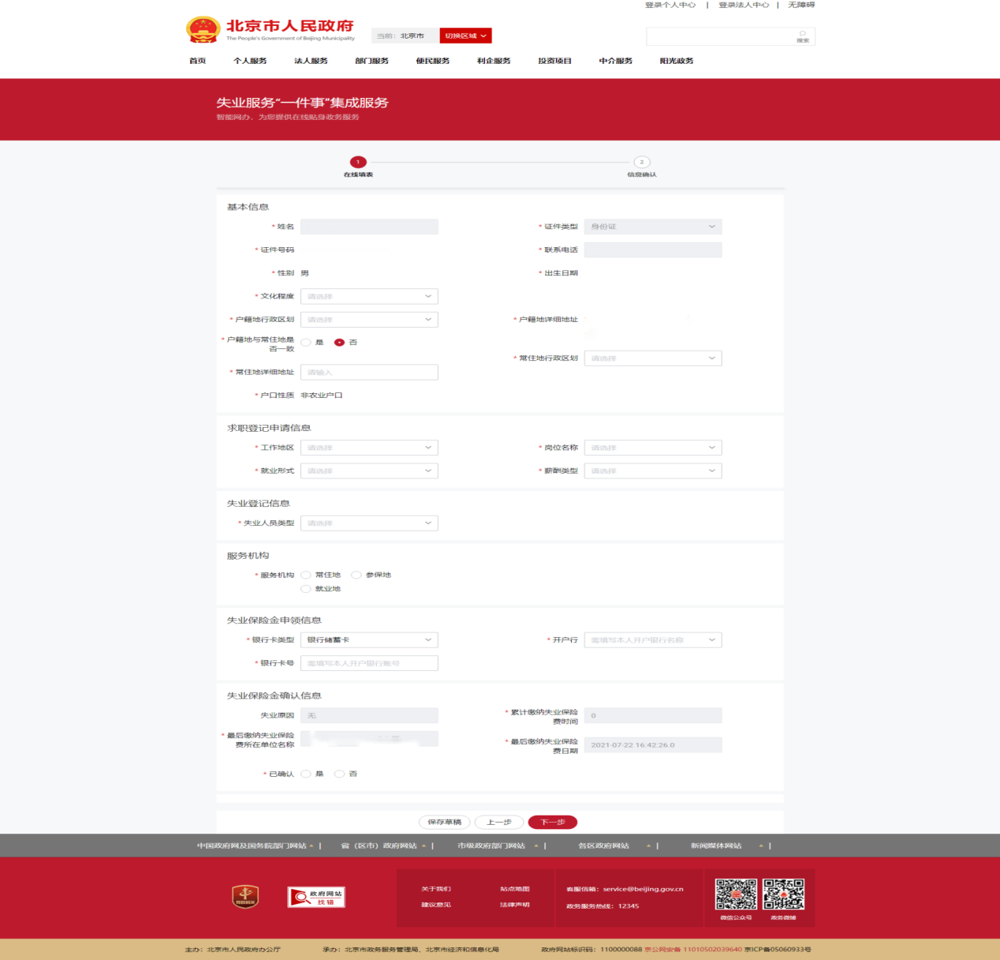 登录个人中心 | 登录法人中心 | 无障碍
北京市人民政府
The People's Government of Beijing Municipality
当前：北京市 切换区域
搜索
首页 个人服务 法人服务 部门服务 便民服务 利企服务 投资项目 中介服务 阳光政务
失业服务“一件事”集成服务
智能网办，为您提供在线贴身政务服务
1 2
在线填表 信息确认
基本信息
* 姓名 * 证件类型 身份证
* 证件号码 * 联系电话
* 性别 男 * 出生日期
* 文化程度 请选择
* 户籍地行政区划 请选择 * 户籍地详细地址
* 户籍地与常住地是否一致 是 否
* 常住地行政区划 请选择
* 常住地详细地址 请输入
* 户口性质 非农业户口
求职登记申请信息
* 工作地区 请选择 * 岗位名称 请选择
* 就业形式 请选择 * 薪酬类型 请选择
失业登记信息
* 失业人员类型 请选择
服务机构
* 服务机构 常住地 参保地
就业地
失业保险金申领信息
* 银行卡类型 银行储蓄卡 * 开户行 需填写本人开户银行名称
* 银行卡号 需填写本人开户银行账号
失业保险金确认信息
失业原因 无 * 累计缴纳失业保险费时间 0
* 最后缴纳失业保险费所在单位名称
* 最后缴纳失业保险费日期 2021-07-22 16:42:26.0
* 已确认 是 否
保存草稿 上一步 下一步
中国政府网及国务院部门网站 | 省（区市）政府网站 | 市级政府部门网站 | 各区政府网站 | 新闻媒体网站 |
政府网站
找错
关于我们 站点地图 客服信箱：service@beijing.gov.cn
建议意见 法律声明 政务服务热线：12345
微信公众号 政务微博
主办：北京市人民政府办公厅 承办：北京市政务服务管理局、北京市经济和信息化局 政府网站标识码：1100000088 京公网安备 11010502039640 京ICP备05060933号